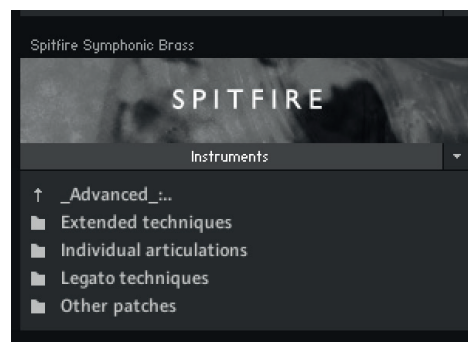 Spitfire Symphonic Brass
SPITFIRE
Instruments
↑ _Advanced_:..
Extended techniques
Individual articulations
Legato techniques
Other patches